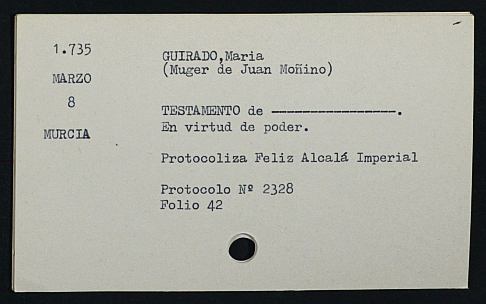 1.735
MARZO
8
MURCIA
GUIRADO,Maria
(Muger de Juan Moñino)
TESTAMENTO de ----------------.
En virtud de poder.
Protocoliza Feliz Alcalá Imperial
Protocolo Nº 2328
Folio 42